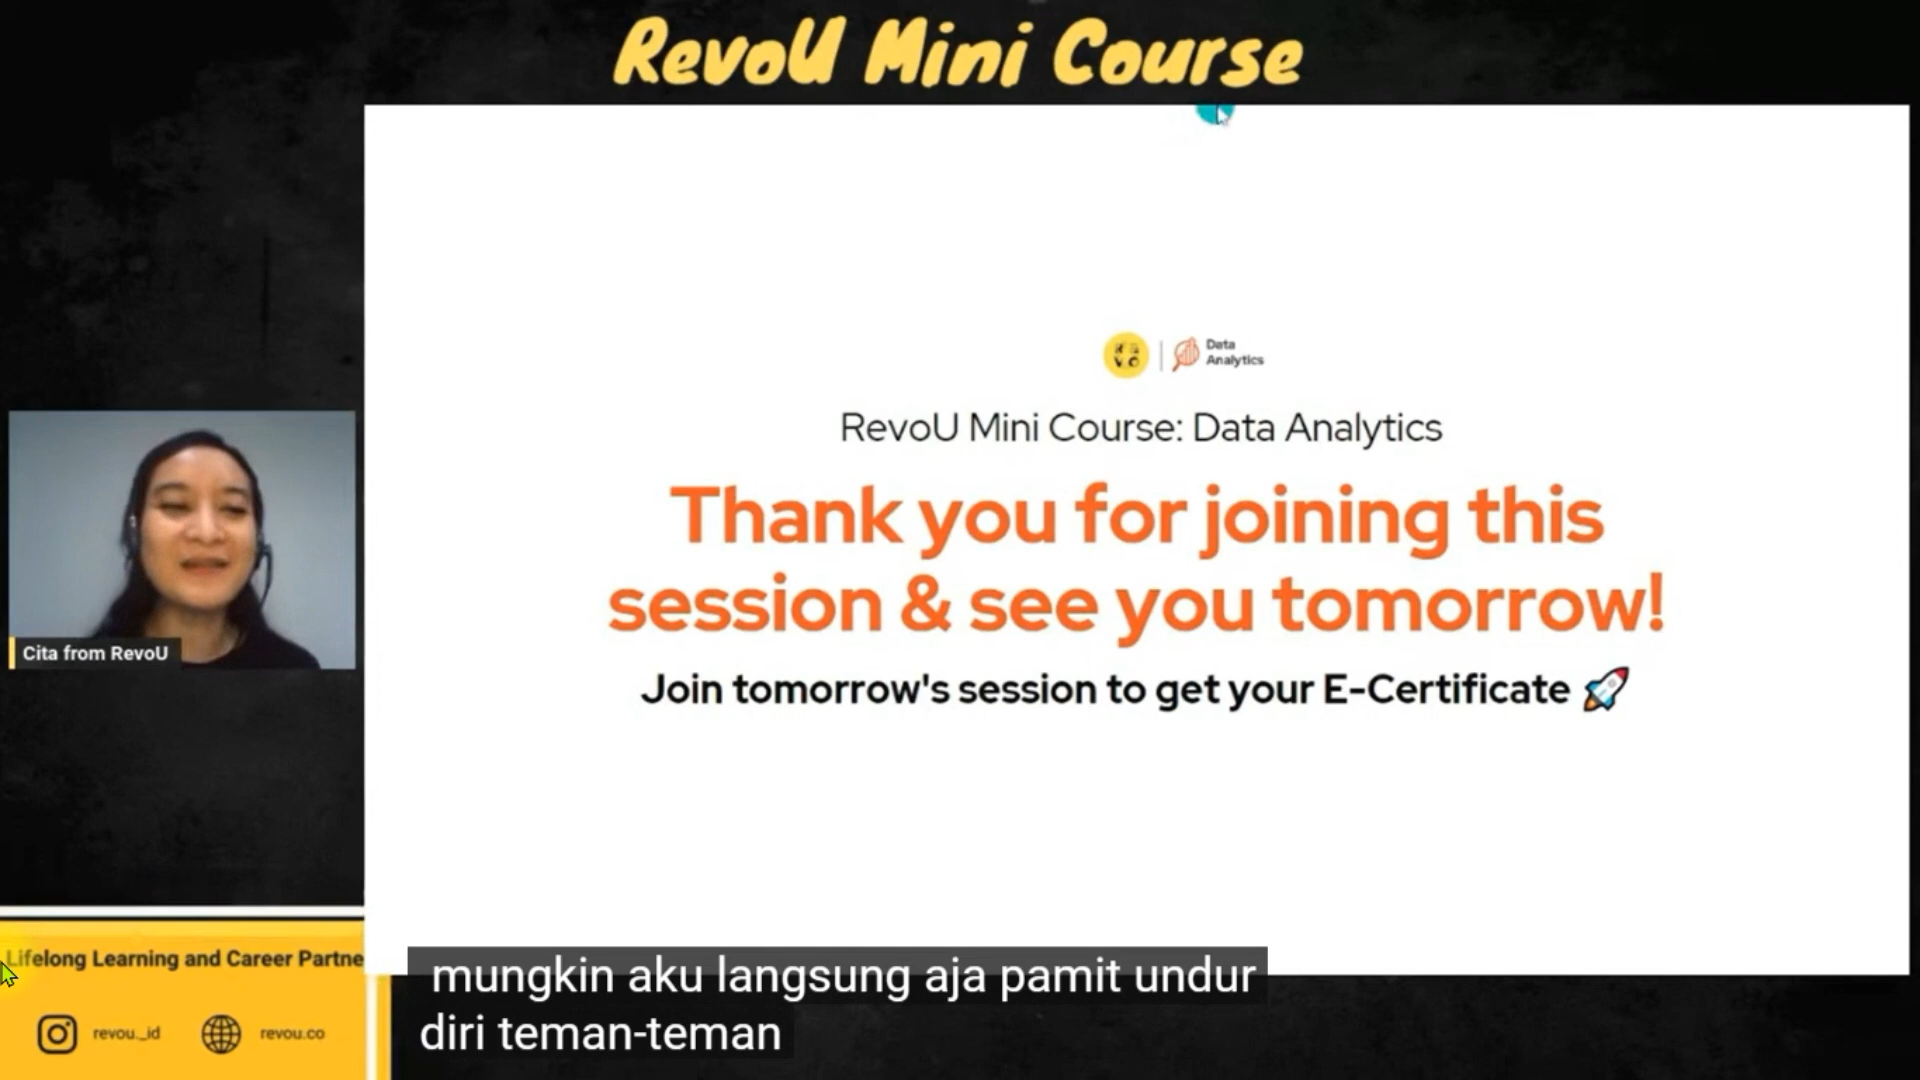 RevoU Mini Course
Data
Analytics
RevoU Mini Course: Data Analytics
Thank you for joining this
session & see you tomorrow!
Join tomorrow's session to get your E-Certificate 🚀
Cita from RevoU
Lifelong Learning and Career Partne
revou_id
revou.co
mungkin aku langsung aja pamit undur
diri teman-teman